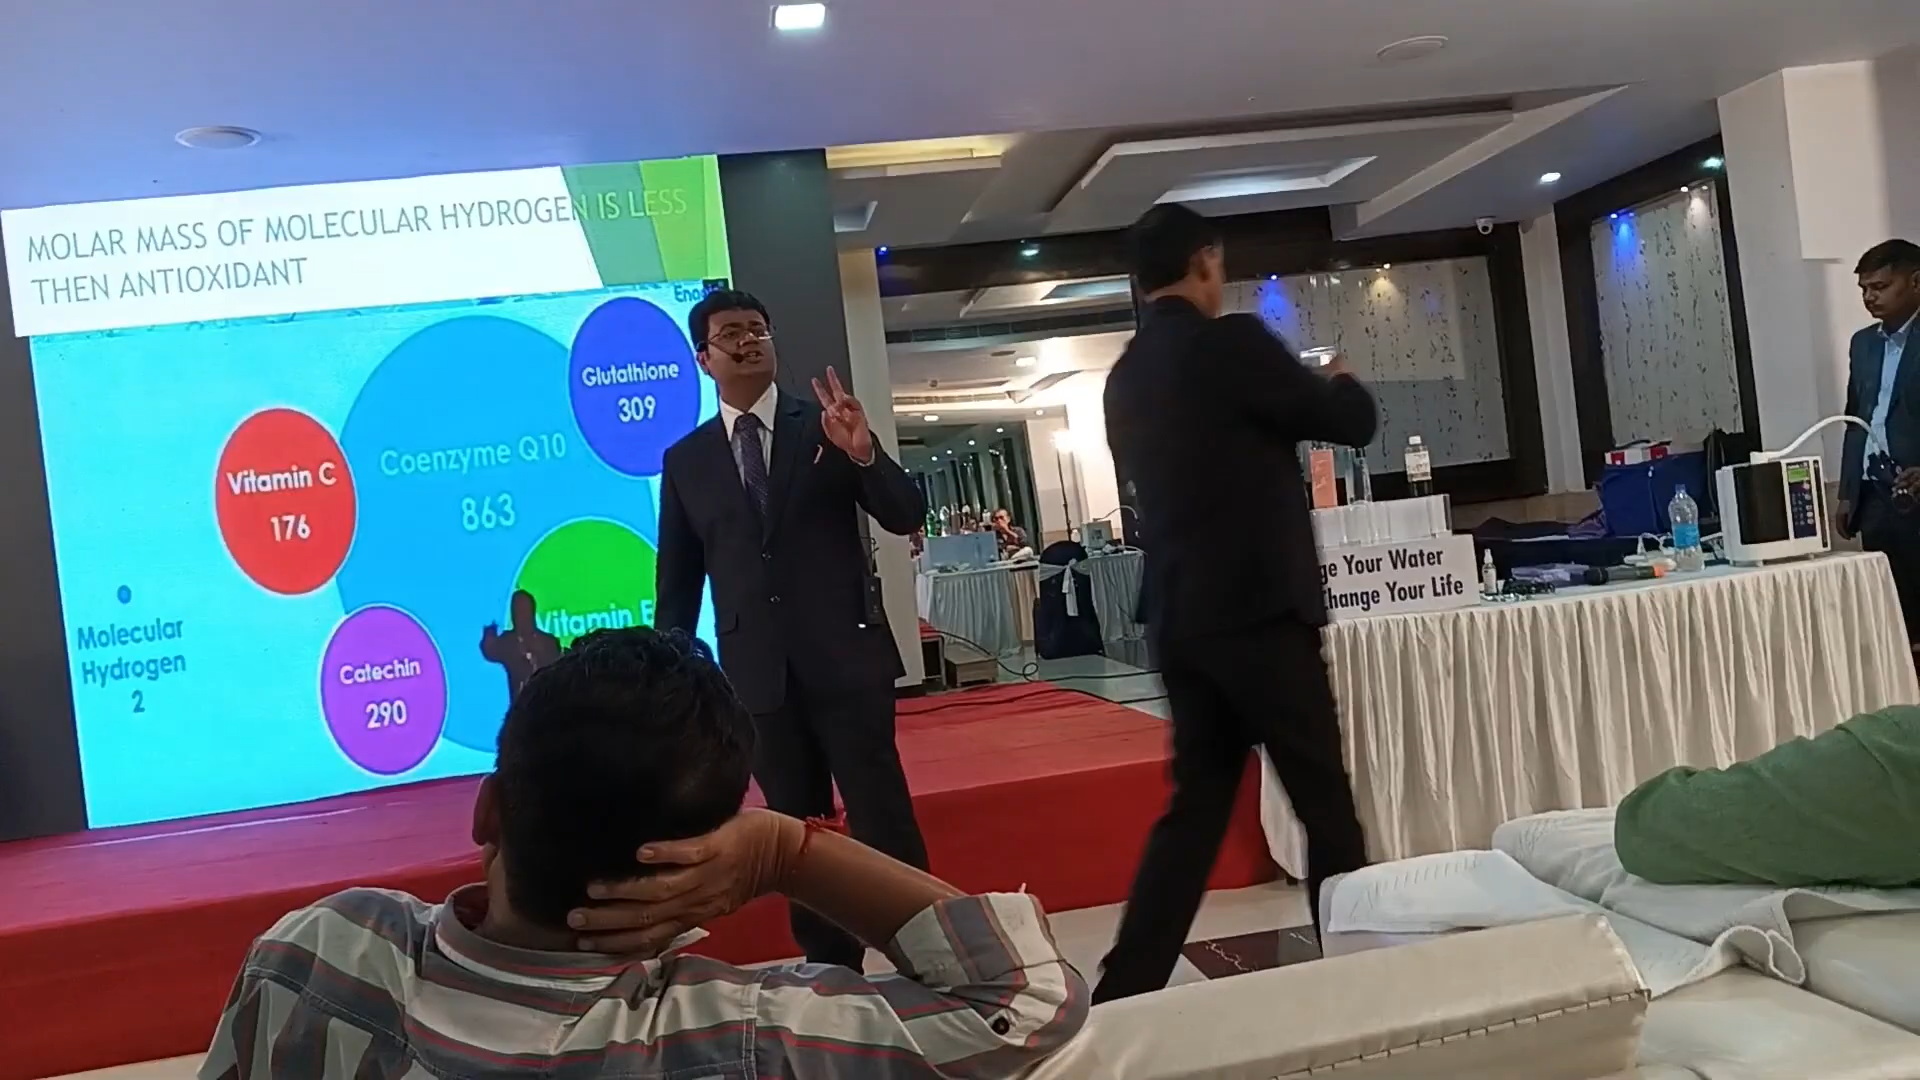 MOLAR MASS OF MOLECULAR HYDROGEN IS LESS
THEN ANTIOXIDANT
Glutathione
309
Coenzyme Q10
863
Vitamin C
176
Vitamin E
Molecular
Hydrogen
2
Catechin
290
Your Water
Change Your Life